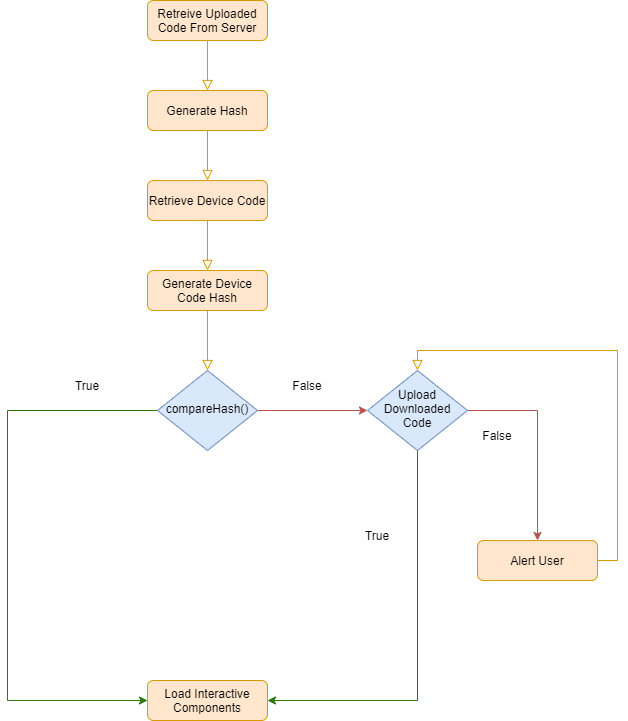 Retreive Uploaded
Code From Server
Generate Hash
Retrieve Device Code
Generate Device
Code Hash
True
compareHash()
False
Upload
Downloaded
Code
False
True
Alert User
Load Interactive
Components